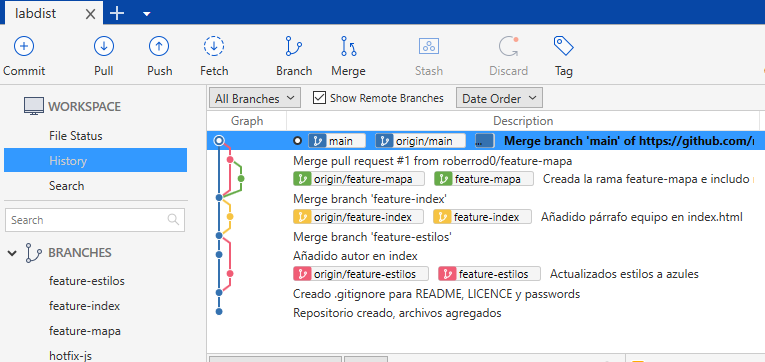 labdist
Commit Pull Push Fetch Branch Merge Stash Discard Tag
WORKSPACE
File Status
History
Search
Search
BRANCHES
feature-estilos
feature-index
feature-mapa
hotfix-js
All Branches Show Remote Branches Date Order
Graph Description
main origin/main ... Merge branch 'main' of https://github.com/
Merge pull request #1 from roberrod0/feature-mapa
origin/feature-mapa feature-mapa Creada la rama feature-mapa e incluido
Merge branch 'feature-index'
origin/feature-index feature-index Añadido párrafo equipo en index.html
Merge branch 'feature-estilos'
Añadido autor en index
origin/feature-estilos feature-estilos Actualizados estilos a azules
Creado .gitignore para README, LICENCE y passwords
Repositorio creado, archivos agregados